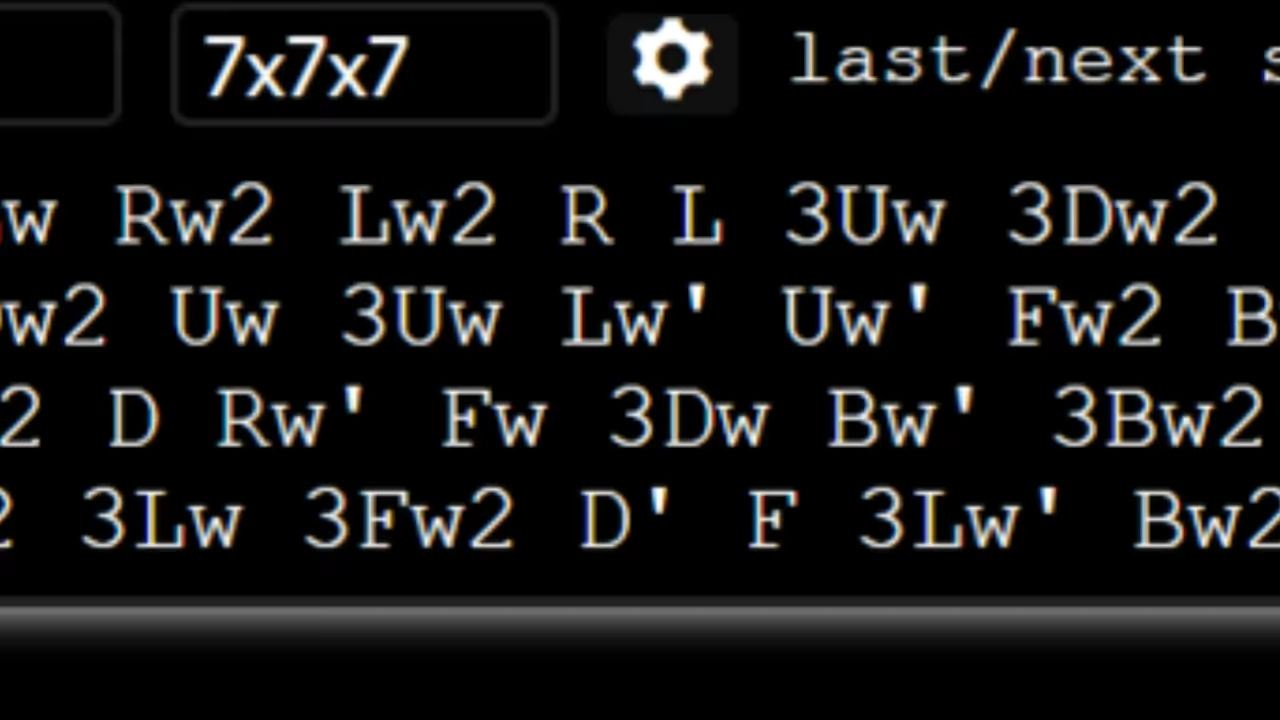 7x7x7 last/next
Rw2 Lw2 R L 3Uw 3Dw2
Uw 3Uw Lw' Uw' Fw2
D Rw' Fw 3Dw Bw' 3Bw2
3Lw 3Fw2 D' F 3Lw' Bw2